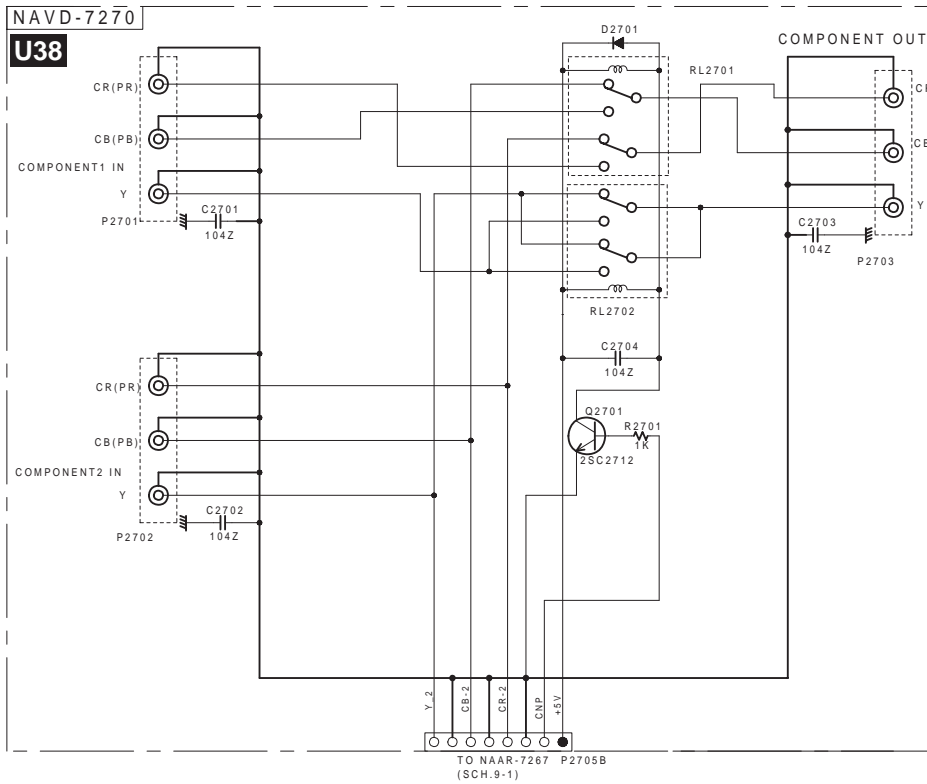 NAVD-7270
U38
D2701
COMPONENT OUT
RL2701
CR(PR)
CB(PB)
COMPONENT1 IN
Y
P2701
C2701
104Z
CB
Y
C2703
104Z
P2703
RL2702
C2704
104Z
CR(PR)
Q2701
R2701
1K
2SC2712
CB(PB)
COMPONENT2 IN
Y
C2702
104Z
P2702
Y_2
CB-2
CR-2
CNP
+5V
TO NAAR-7267 P2705B
(SCH.9-1)